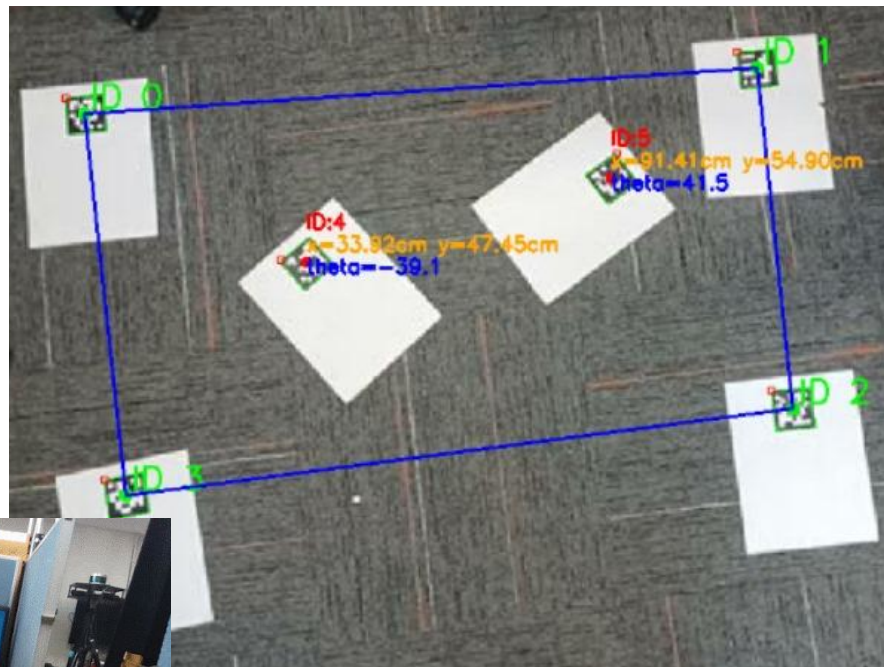 ID 1
ID 0
ID:5
x=91.41cm y=54.90cm
theta=41.5
ID:4
x=33.92cm y=47.45cm
theta=-39.1
ID 2
ID 3